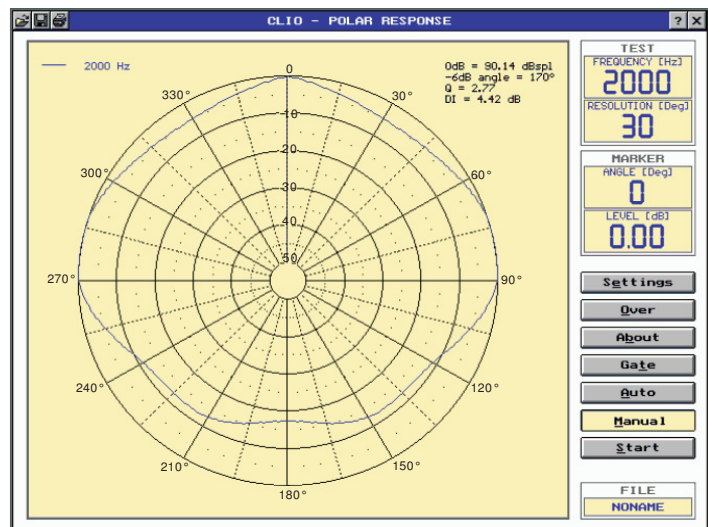 CLIO - POLAR RESPONSE
? X
2000 Hz
0dB = 90.14 dBspl
-6dB angle = 170°
Q = 2.77
DI = 4.42 dB
0
30°
60°
90°
120°
150°
180°
210°
240°
270°
300°
330°
-10
20
30
40
50
TEST
FREQUENCY [Hz]
2000
RESOLUTION [Deg]
30
MARKER
ANGLE [Deg]
0
LEVEL [dB]
0.00
Settings
Over
About
Gate
Auto
Manual
Start
FILE
NONAME